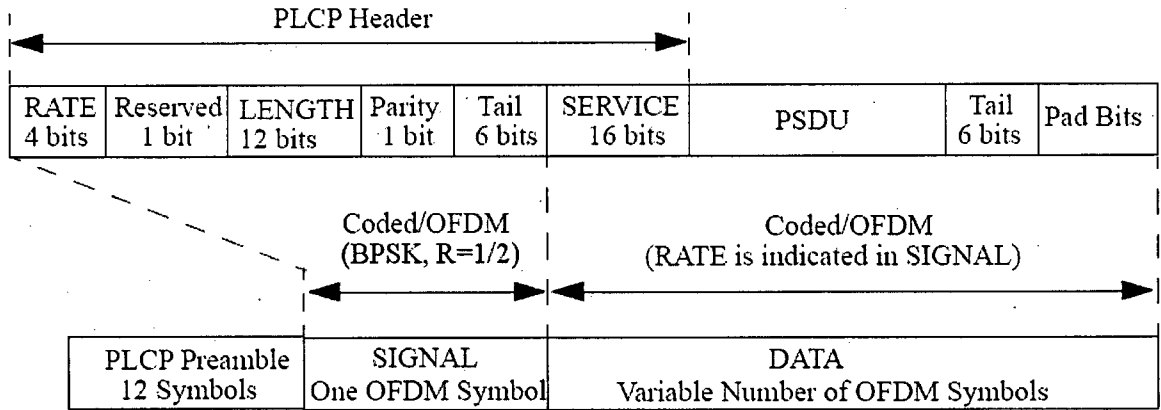 PLCP Header
RATE Reserved LENGTH Parity Tail SERVICE PSDU Tail Pad Bits
4 bits 1 bit 12 bits 1 bit 6 bits 16 bits 6 bits
Coded/OFDM
(BPSK, R=1/2)
Coded/OFDM
(RATE is indicated in SIGNAL)
PLCP Preamble
12 Symbols
SIGNAL
One OFDM Symbol
DATA
Variable Number of OFDM Symbols